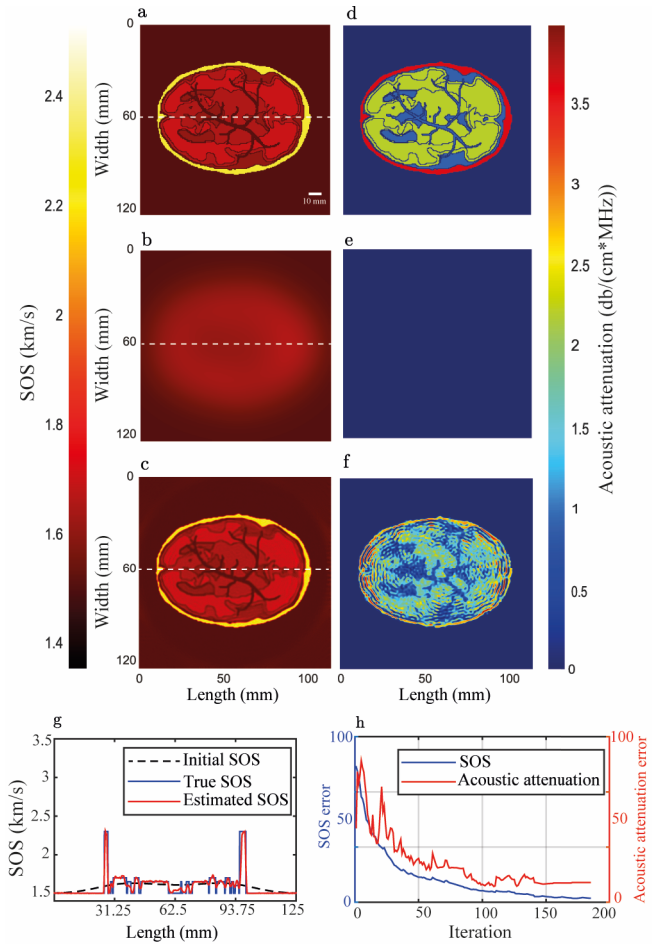 a
d
0
60
120
Width (mm)
10 mm
b
e
0
60
120
Width (mm)
c
f
0
60
120
Width (mm)
0
50
100
0
50
100
Length (mm)
Length (mm)
2.4
2.2
2
1.8
1.6
1.4
SOS (km/s)
3.5
3
2.5
2
1.5
1
0.5
0
Acoustic attenuation (db/(cm*MHz)
g
3.5
3
2
1.5
SOS (km/s)
Initial SOS
True SOS
Estimated SOS
31.25
62.5
93.75
125
Length (mm)
h
100
50
0
SOS error
SOS
Acoustic attenuation
100
50
0
Acoustic attenuation error
0
50
100
150
200
Iteration